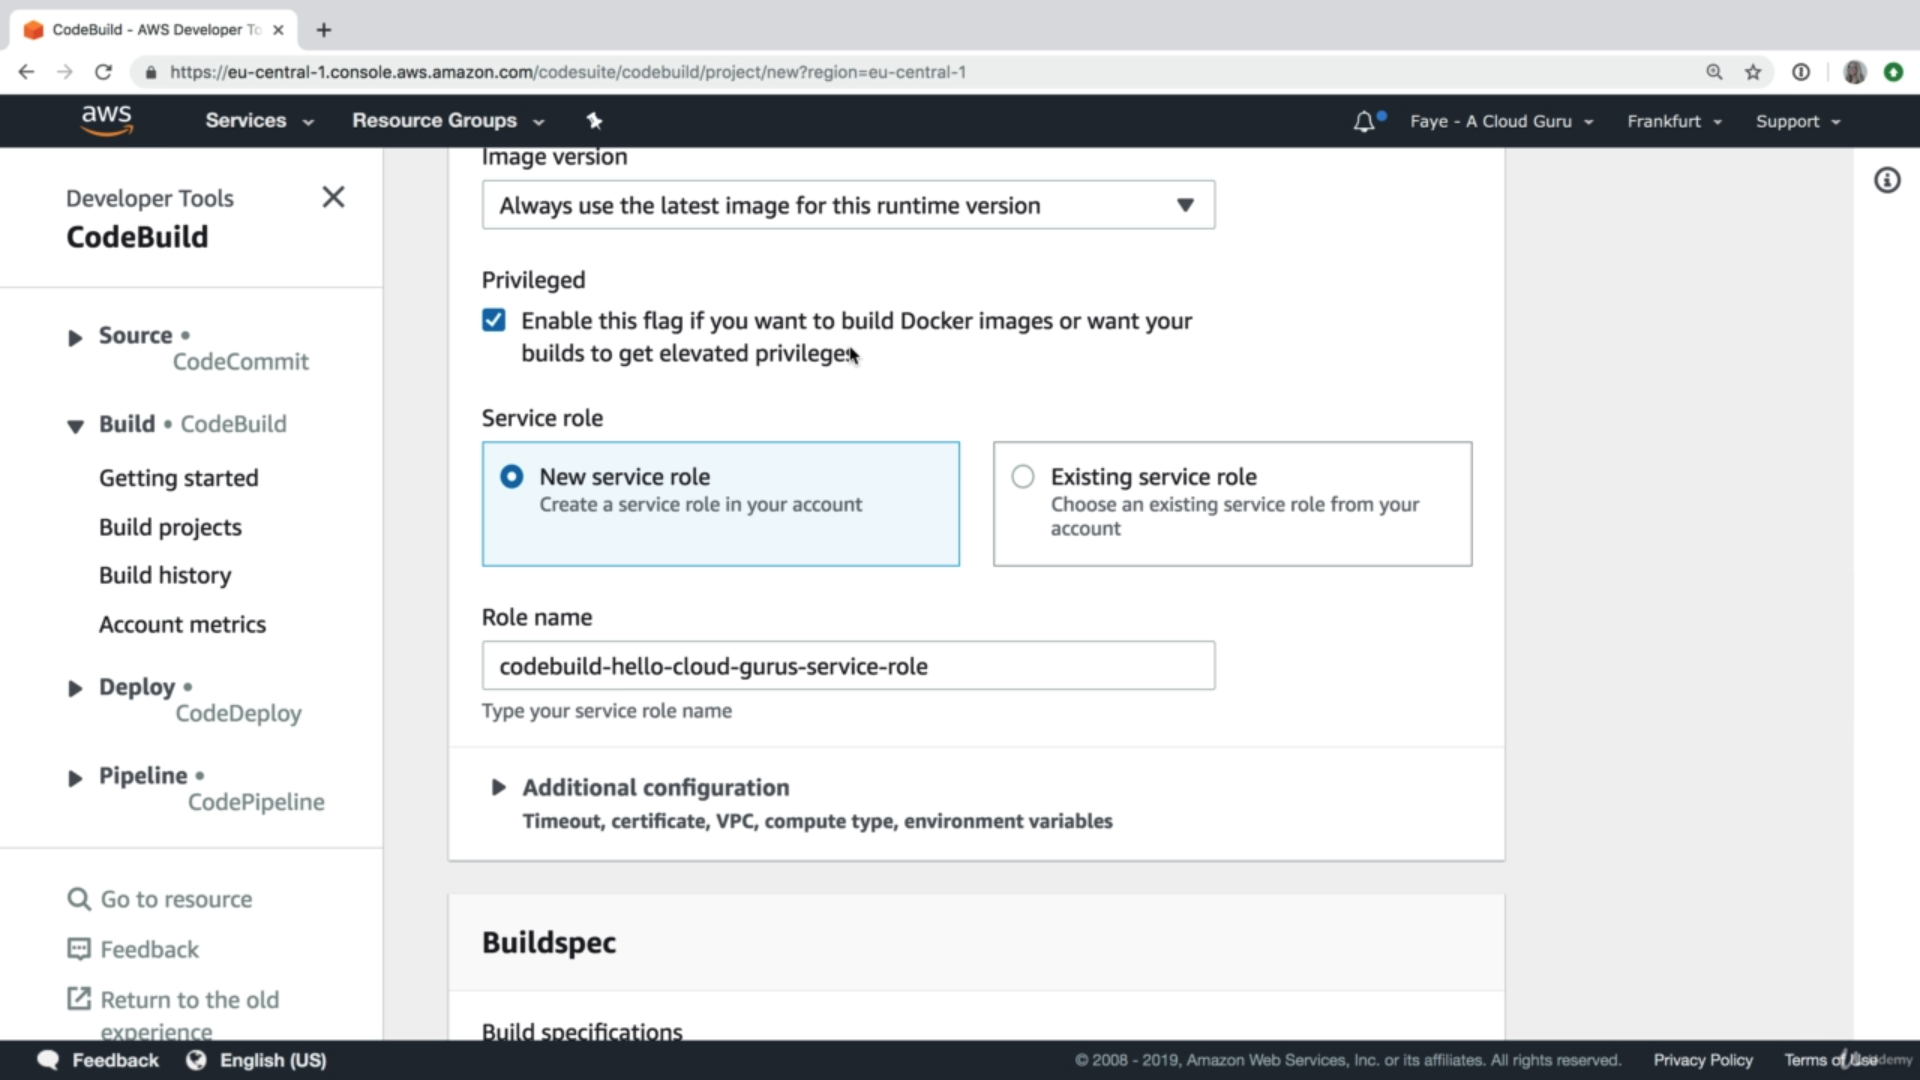 CodeBuild - AWS Developer To
https://eu-central-1.console.aws.amazon.com/codesuite/codebuild/project/new?region=eu-central-1
aws
Services
Resource Groups
Faye - A Cloud Guru
Frankfurt
Support
Developer Tools
CodeBuild
Source •
CodeCommit
Build • CodeBuild
Getting started
Build projects
Build history
Account metrics
Deploy •
CodeDeploy
Pipeline •
CodePipeline
Go to resource
Feedback
Return to the old
experience
Image version
Always use the latest image for this runtime version
Privileged
Enable this flag if you want to build Docker images or want your
builds to get elevated privileges
Service role
New service role
Create a service role in your account
Existing service role
Choose an existing service role from your
account
Role name
codebuild-hello-cloud-gurus-service-role
Type your service role name
Additional configuration
Timeout, certificate, VPC, compute type, environment variables
Buildspec
Build specifications
Feedback
English (US)
© 2008 - 2019, Amazon Web Services, Inc. or its affiliates. All rights reserved.
Privacy Policy
Terms of Use